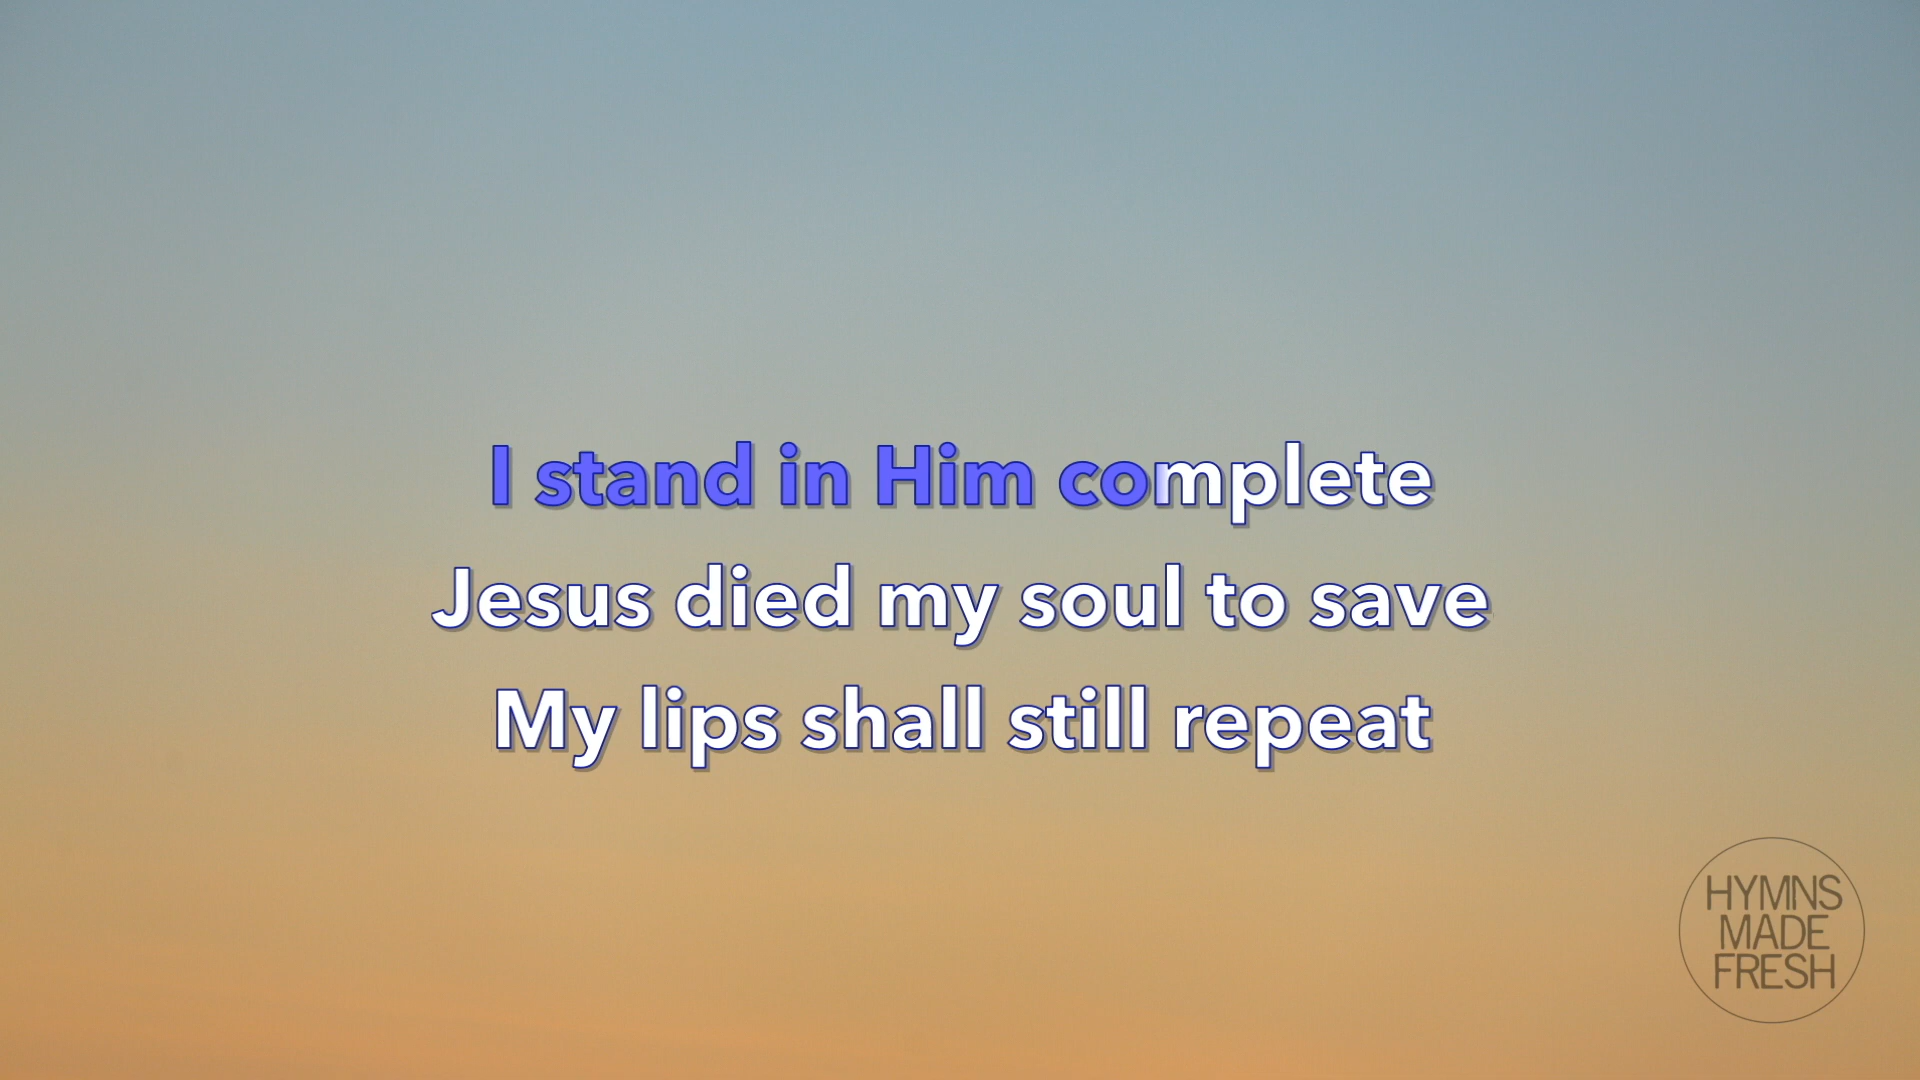 I stand in Him complete
Jesus died my soul to save
My lips shall still repeat
HYMNS
MADE
FRESH